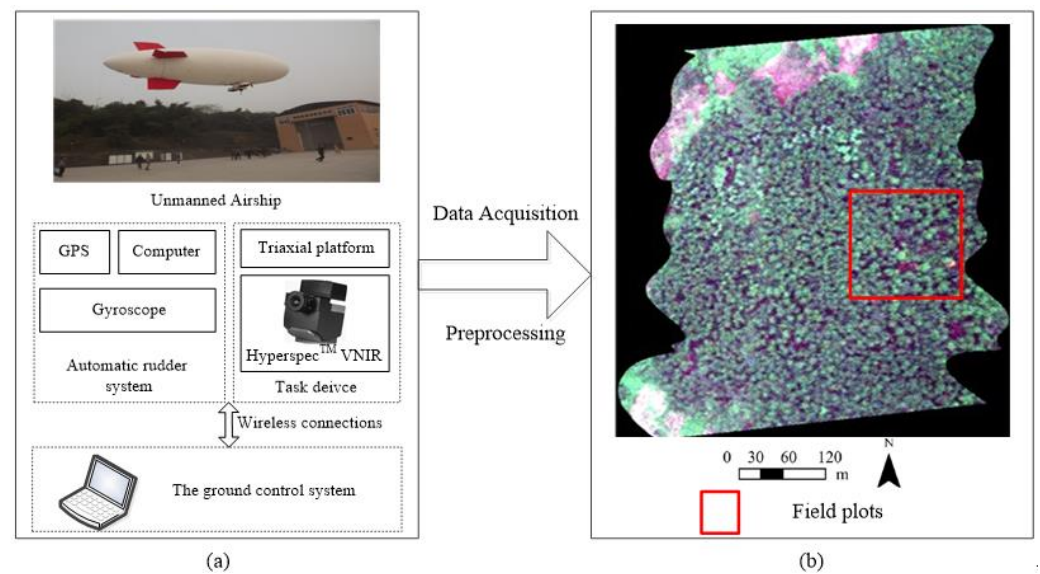 Unmanned Airship
GPS
Computer
Gyroscope
Automatic rudder
system
Triaxial platform
Hyperspec™ VNIR
Task deivce
Wireless connections
The ground control system
(a)
Data Acquisition
Preprocessing
N
0 30 60 120
m
Field plots
(b)
.